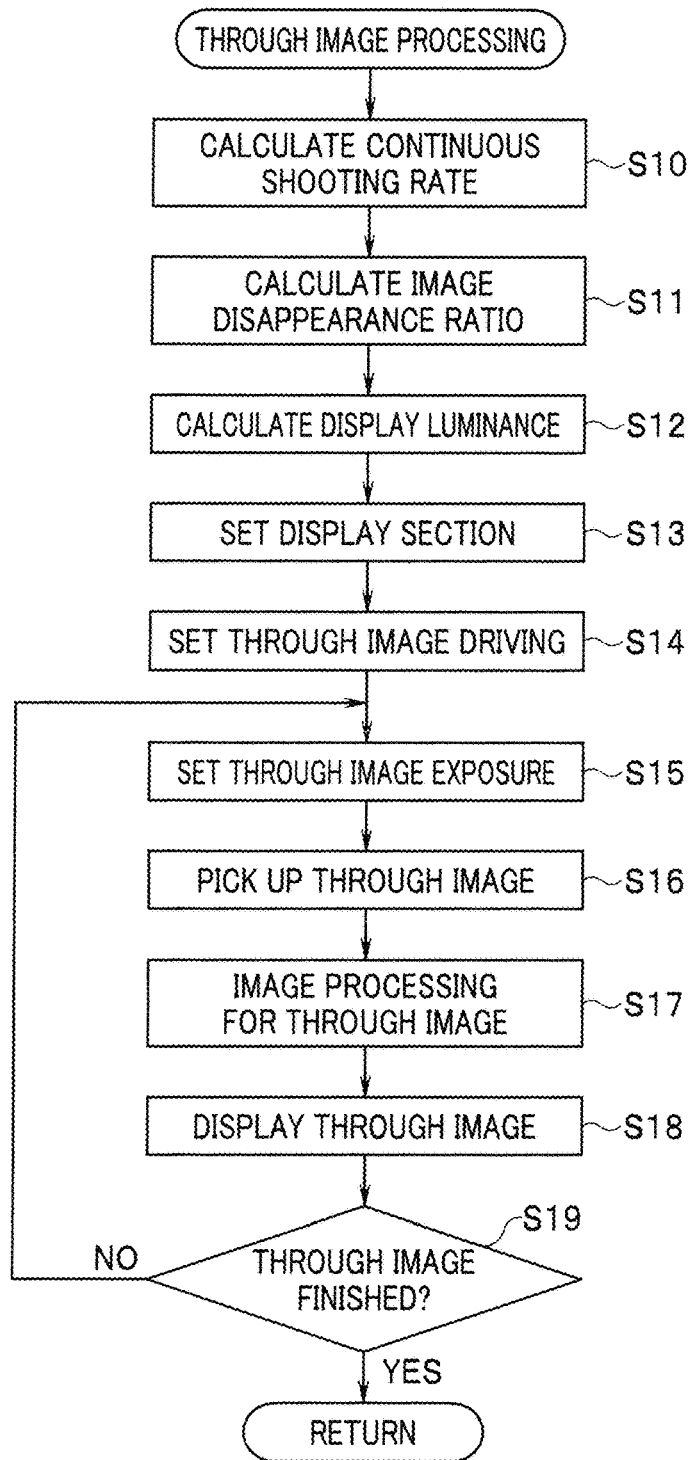 THROUGH IMAGE PROCESSING
CALCULATE CONTINUOUS
SHOOTING RATE
S10
CALCULATE IMAGE
DISAPPEARANCE RATIO
S11
CALCULATE DISPLAY LUMINANCE
S12
SET DISPLAY SECTION
S13
SET THROUGH IMAGE DRIVING
S14
SET THROUGH IMAGE EXPOSURE
S15
PICK UP THROUGH IMAGE
S16
IMAGE PROCESSING
FOR THROUGH IMAGE
S17
DISPLAY THROUGH IMAGE
S18
S19
NO
THROUGH IMAGE
FINISHED?
YES
RETURN